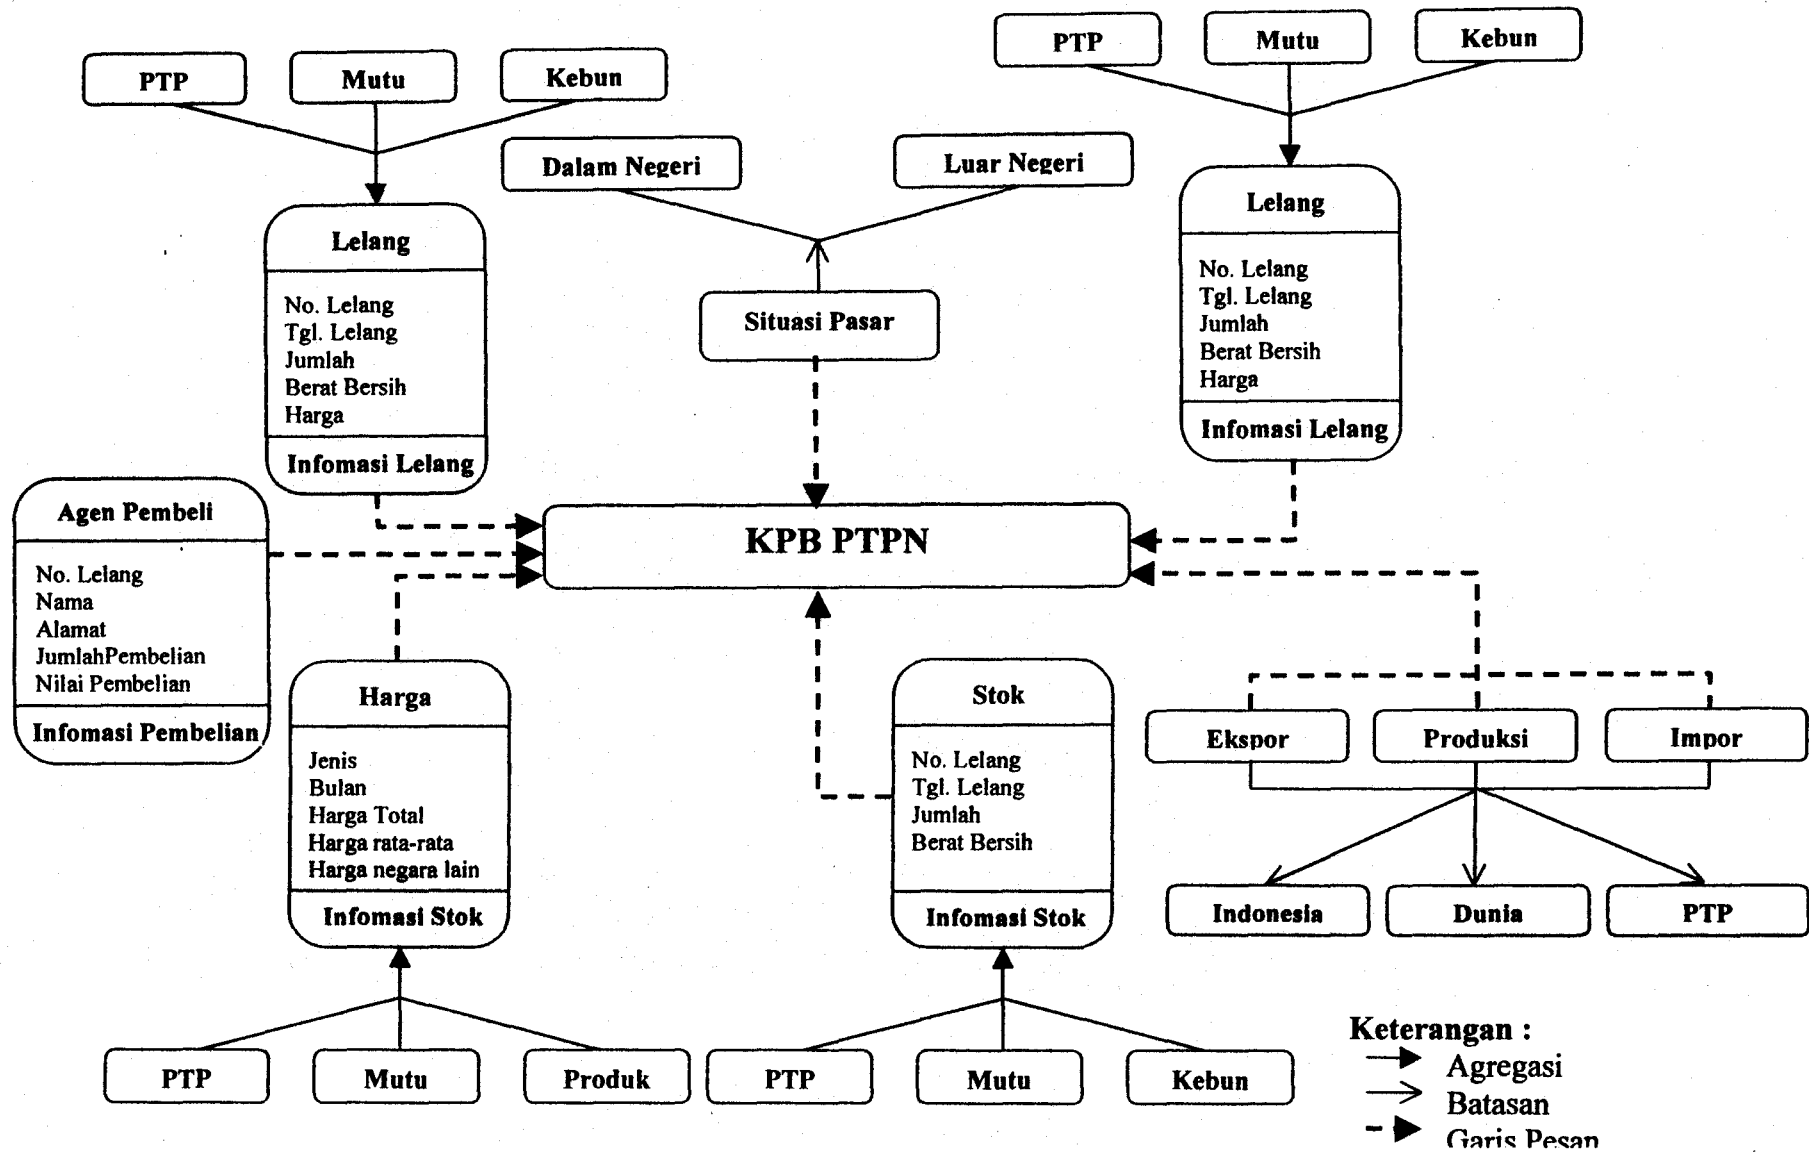 PTP
Mutu
Kebun
PTP
Mutu
Kebun
Dalam Negeri
Luar Negeri
Lelang
No. Lelang
Tgl. Lelang
Jumlah
Berat Bersih
Harga
Infomasi Lelang
Situasi Pasar
Lelang
No. Lelang
Tgl. Lelang
Jumlah
Berat Bersih
Harga
Infomasi Lelang
Agen Pembeli
No. Lelang
Nama
Alamat
JumlahPembelian
Nilai Pembelian
Infomasi Pembelian
KPB PTPN
Harga
Jenis
Bulan
Harga Total
Harga rata-rata
Harga negara lain
Infomasi Stok
Stok
No. Lelang
Tgl. Lelang
Jumlah
Berat Bersih
Infomasi Stok
Ekspor
Produksi
Impor
Indonesia
Dunia
PTP
PTP
Mutu
Produk
PTP
Mutu
Kebun
Keterangan :
Agregasi
Batasan
Garis Pesan